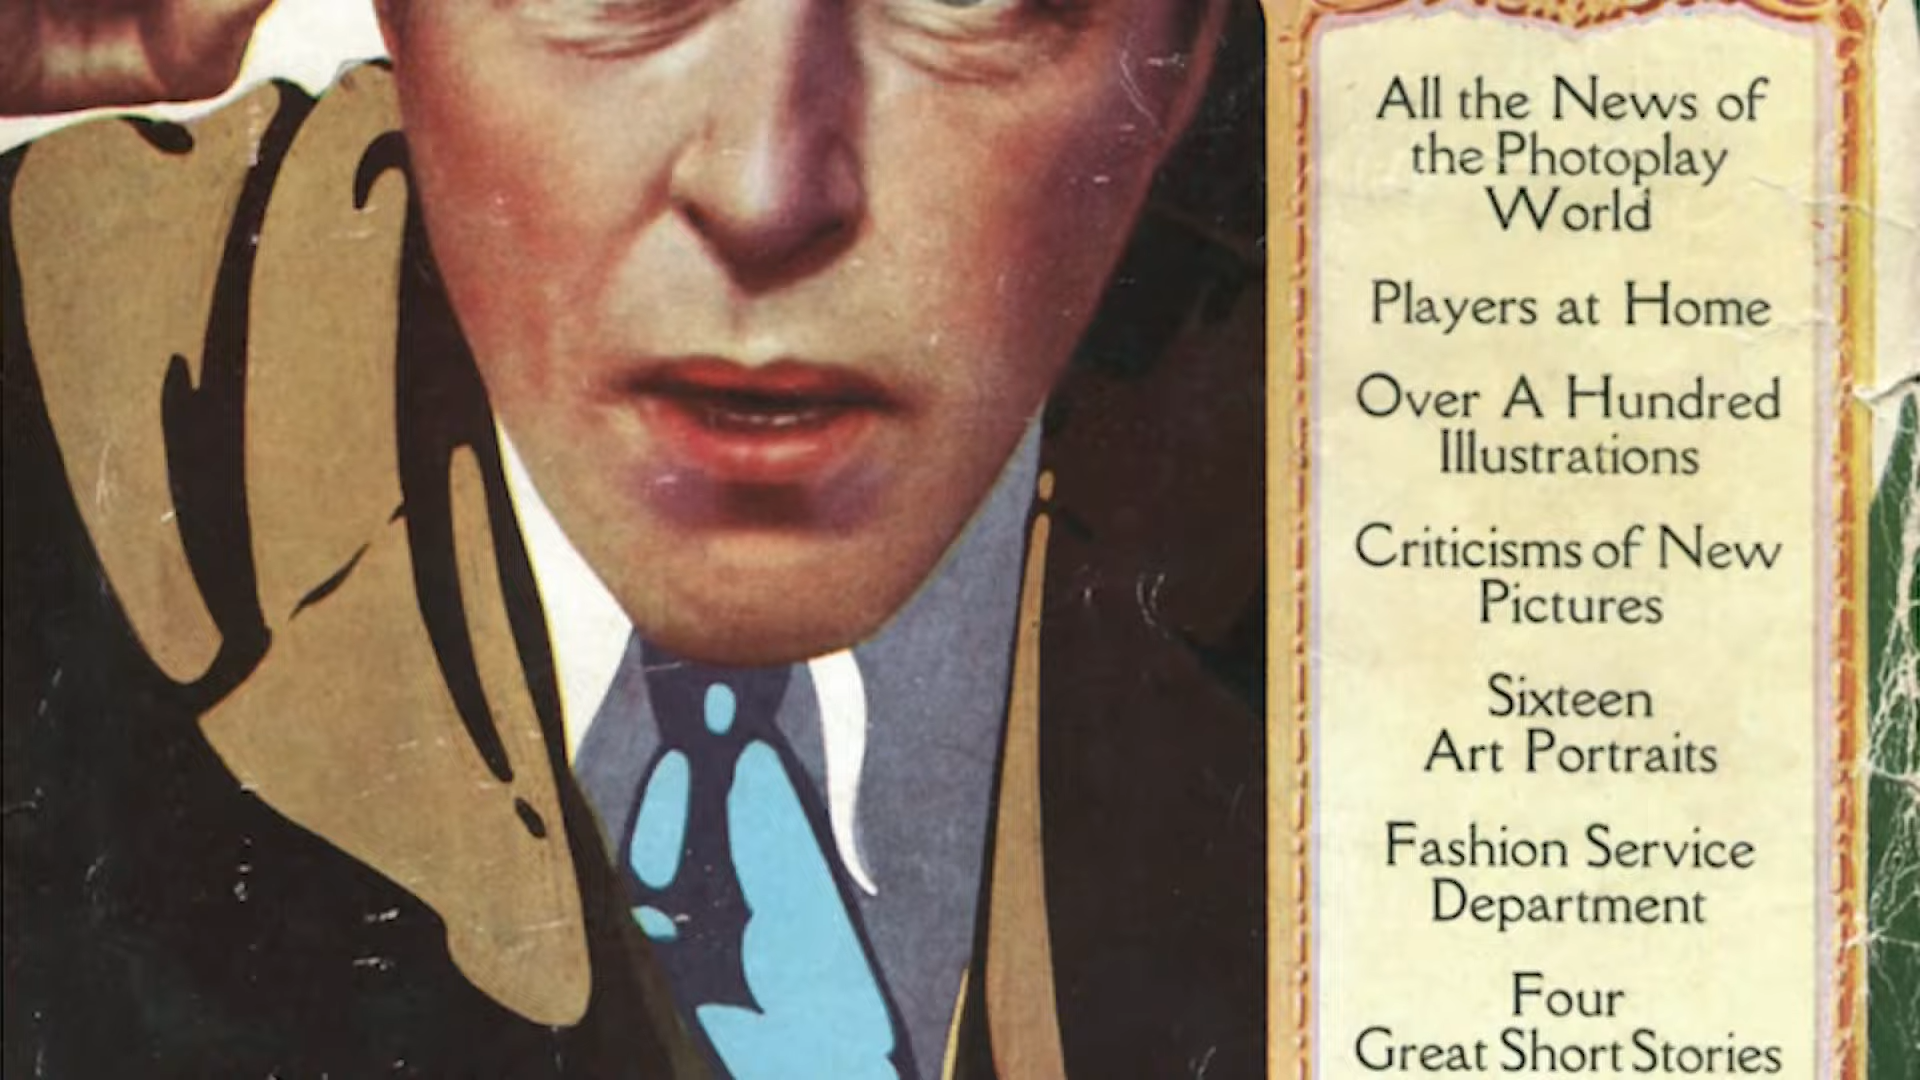 All the News of
the Photoplay
World
Players at Home
Over A Hundred
Illustrations
Criticisms of New
Pictures
Sixteen
Art Portraits
Fashion Service
Department
Four
Great Short Stories